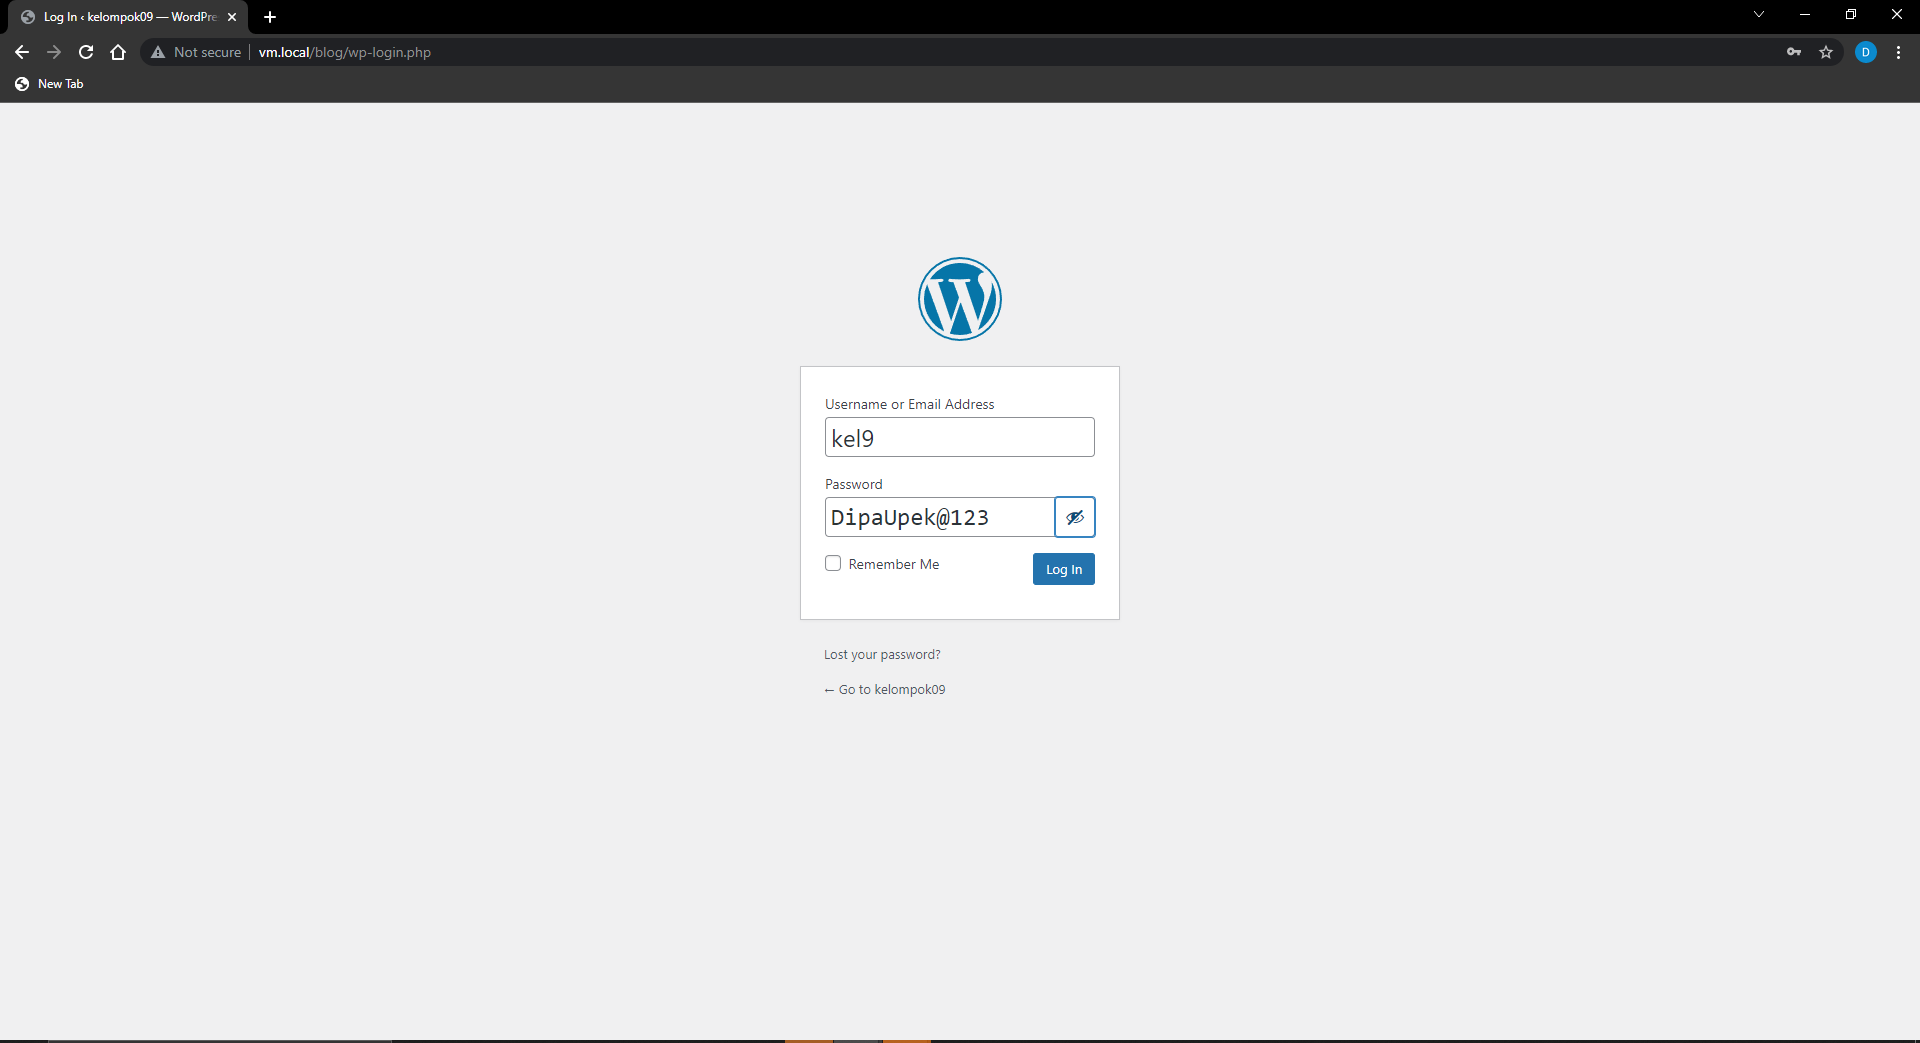 Log In ‹ kelompok09 — WordPre
Not secure
vm.local/blog/wp-login.php
D
New Tab
Username or Email Address
kel9
Password
DipaUpek@123
Remember Me
Log In
Lost your password?
← Go to kelompok09